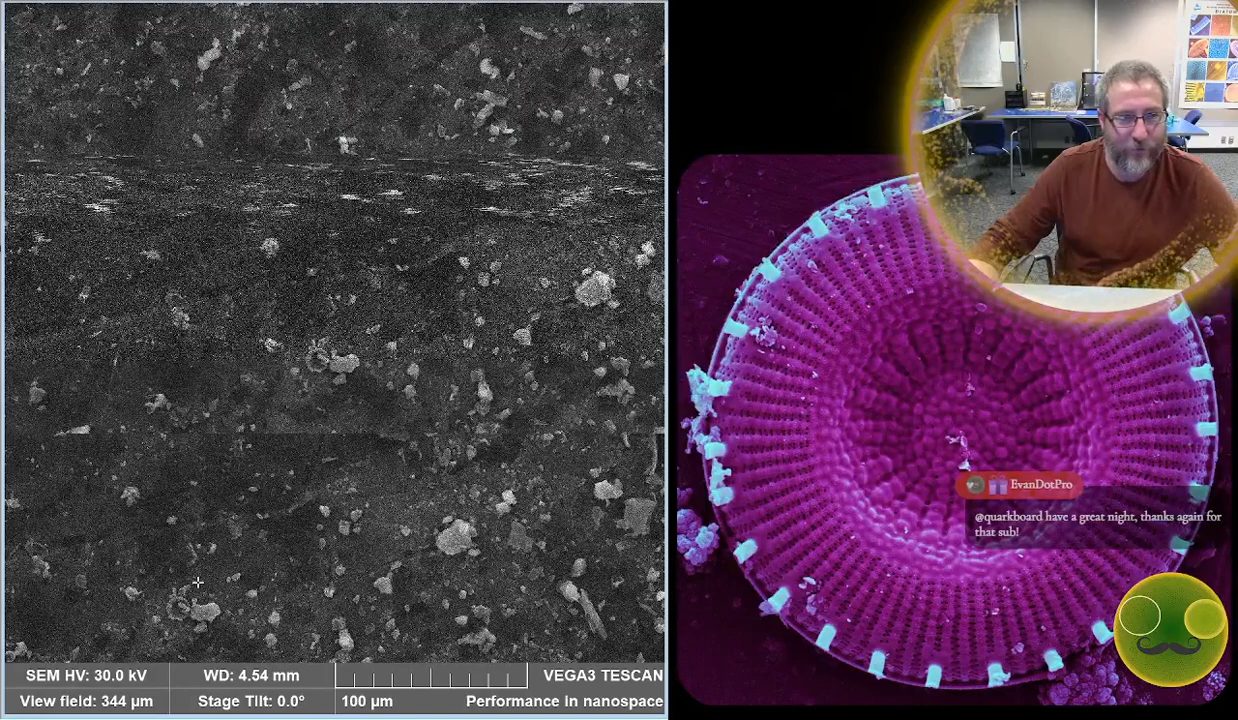 SEM HV: 30.0 kV
WD: 4.54 mm
VEGA3 TESCAN
View field: 344 µm
Stage Tilt: 0.0°
100 µm
Performance in nanospace
EvanDotPro
@quarkboard have a great night, thanks again for
that sub!